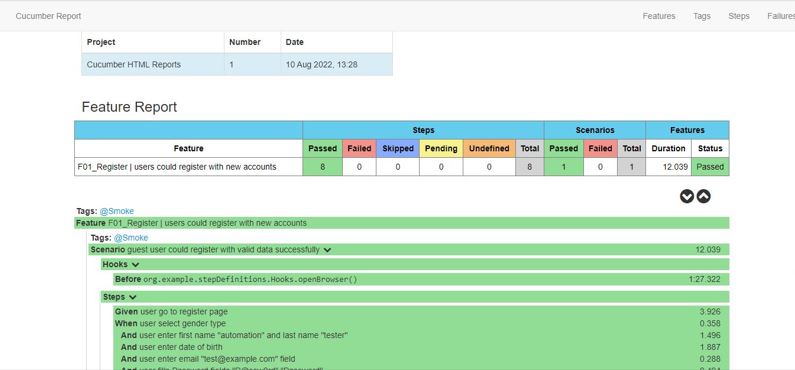 Cucumber Report Features Tags Steps Failures
Project Number Date
Cucumber HTML Reports 1 10 Aug 2022, 13:28
Feature Report
Steps Scenarios Features
Feature Passed Failed Skipped Pending Undefined Total Passed Failed Total Duration Status
F01_Register | users could register with new accounts 8 0 0 0 0 8 1 0 1 12.039 Passed
Tags: @Smoke
Feature F01_Register | users could register with new accounts
Tags: @Smoke
Scenario guest user could register with valid data successfully 12.039
Hooks
Before org.example.stepDefinitions.Hooks.openBrowser() 1:27.322
Steps
Given user go to register page 3.926
When user select gender type 0.358
And user enter first name "automation" and last name "tester" 1.496
And user enter date of birth 1.887
And user enter email "test@example.com" field 0.288
And user fills Password fields